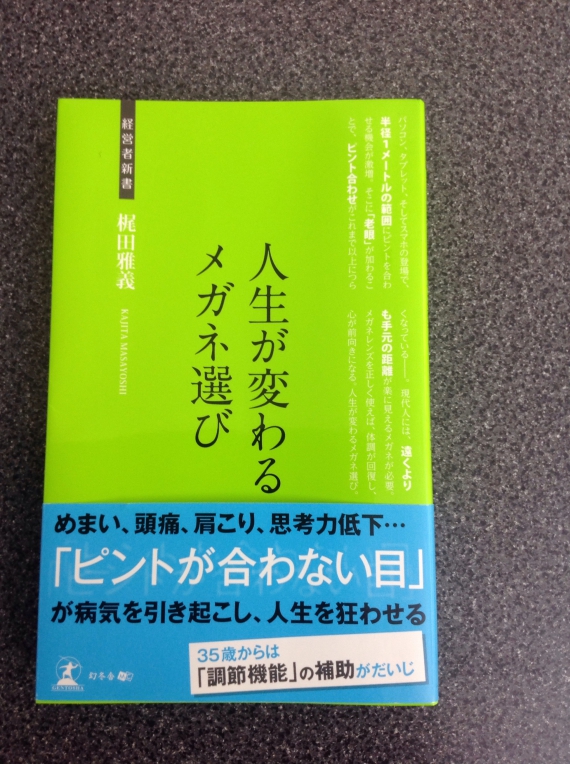 経営者新書
梶田雅義
KAJITA MASAYOSHI
人生が変わる
メガネ選び
パソコン、タブレット、そしてスマホの登場で、
半径1メートルの範囲にピントを合わ
せる機会が激増。そこに「老眼」が加わるこ
とで、ピント合わせがこれまで以上につら
くなっている――。現代人には、遠くより
も手元の距離が楽に見えるメガネが必要。
メガネレンズを正しく使えば、体調が回復し、
心が前向きになる。人生が変わるメガネ選び。
めまい、頭痛、肩こり、思考力低下…
「ピントが合わない目」
が病気を引き起こし、人生を狂わせる
35歳からは
「調節機能」の補助がだいじ
GENTOSHA
幻冬舎